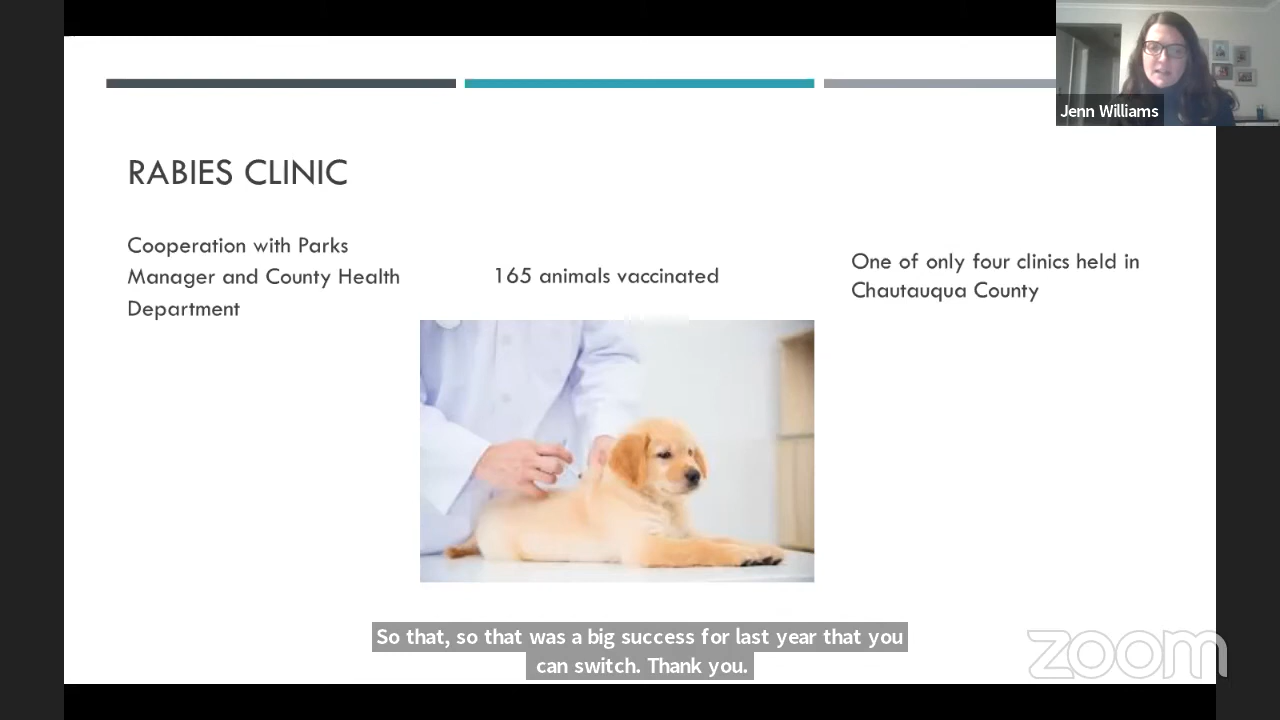 Jenn Williams
RABIES CLINIC
Cooperation with Parks
Manager and County Health
Department
165 animals vaccinated
One of only four clinics held in
Chautauqua County
So that, so that was a big success for last year that you
can switch. Thank you.
zoom